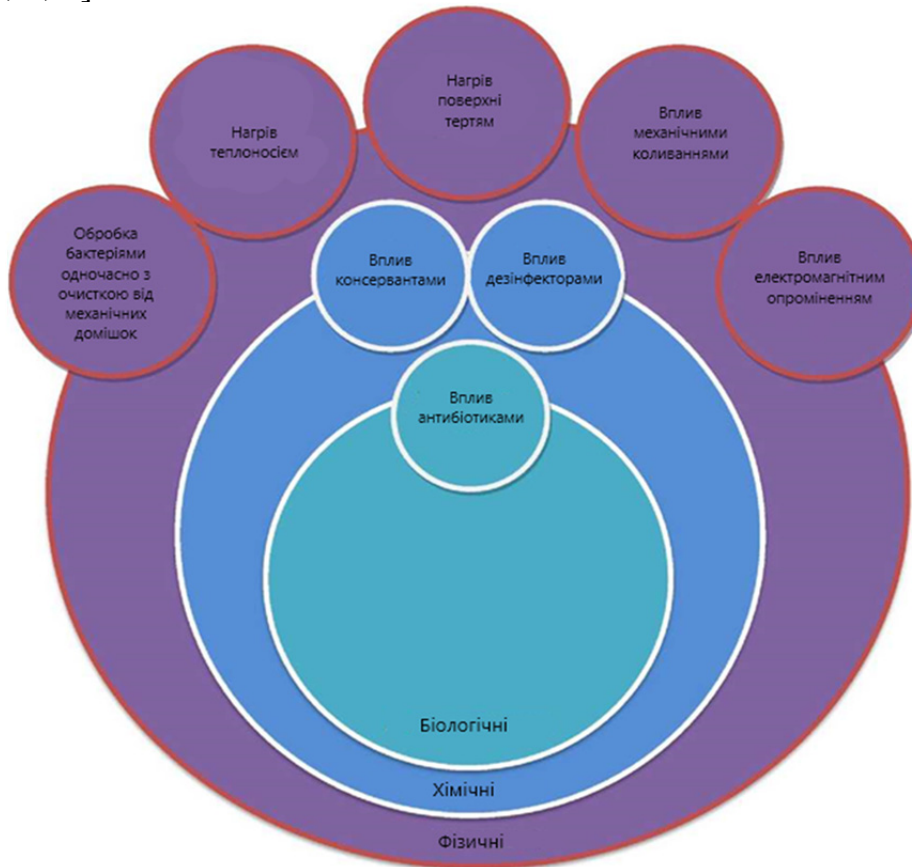 Нагрів
поверхні
тертям
Нагрів
теплоносієм
Вплив
механічними
коливаннями
Обробка
бактеріями
одночасно з
очисткою від
механічних
домішок
Вплив
консервантами
Вплив
дезінфекторами
Вплив
електромагнітним
опроміненням
Вплив
антибіотиками
Біологічні
Хімічні
Фізичні